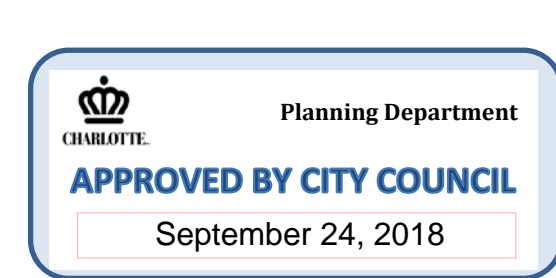 Planning Department
CHARLOTTE.
APPROVED BY CITY COUNCIL
September 24, 2018